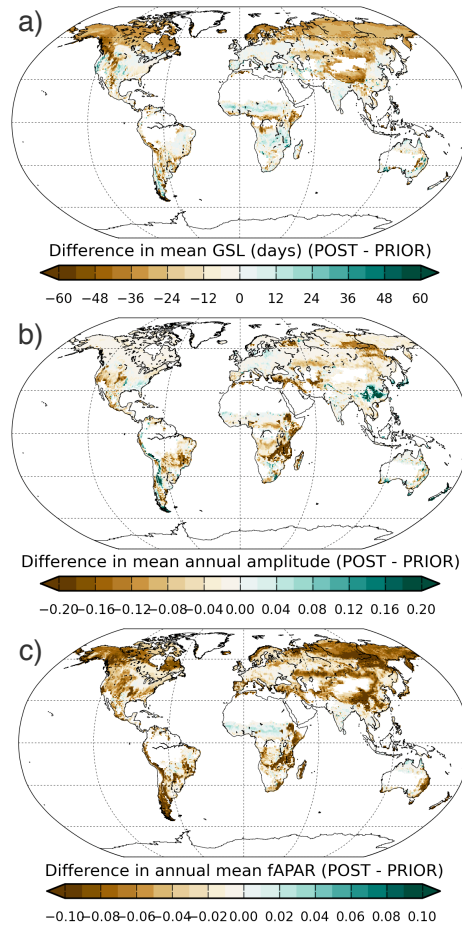 a)
Difference in mean GSL (days) (POST - PRIOR)
−60 −48 −36 −24 −12 0 12 24 36 48 60
b)
Difference in mean annual amplitude (POST - PRIOR)
−0.20−0.16−0.12−0.08−0.04 0.00 0.04 0.08 0.12 0.16 0.20
c)
Difference in annual mean fAPAR (POST - PRIOR)
−0.10−0.08−0.06−0.04−0.020.00 0.02 0.04 0.06 0.08 0.10